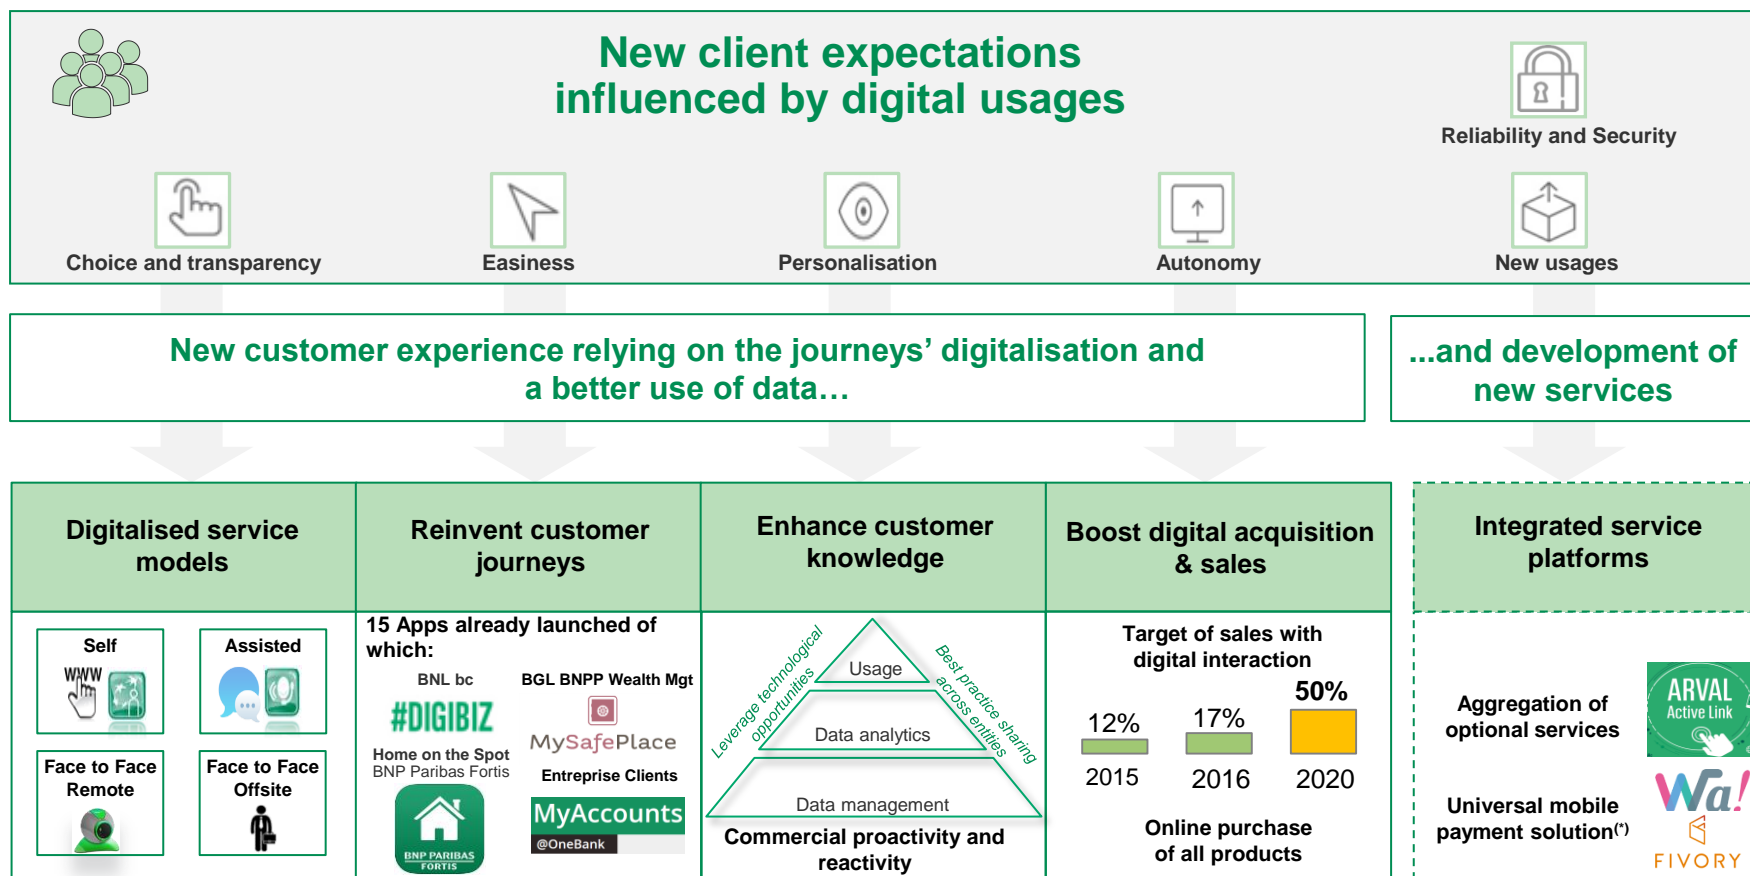 New client expectations
influenced by digital usages
Reliability and Security
Choice and transparency
Easiness
Personalisation
Autonomy
New usages
New customer experience relying on the journeys’ digitalisation and
a better use of data…
...and development of
new services
Digitalised service
models
Reinvent customer
journeys
Enhance customer
knowledge
Boost digital acquisition
& sales
Integrated service
platforms
Self
WWW
Assisted
Face to Face
Remote
Face to Face
Offsite
15 Apps already launched of
which:
BNL bc
#DIGIBIZ
BGL BNPP Wealth Mgt
MySafePlace
Home on the Spot
BNP Paribas Fortis
BNP PARIBAS
FORTIS
Entreprise Clients
MyAccounts
@OneBank
Leverage technological
opportunities
Best practice sharing
across entities
Usage
Data analytics
Data management
Commercial proactivity and
reactivity
Target of sales with
digital interaction
12%
17%
50%
2015
2016
2020
Online purchase
of all products
Aggregation of
optional services
ARVAL
Active Link
Universal mobile
payment solution(*)
Wa!
FIVORY